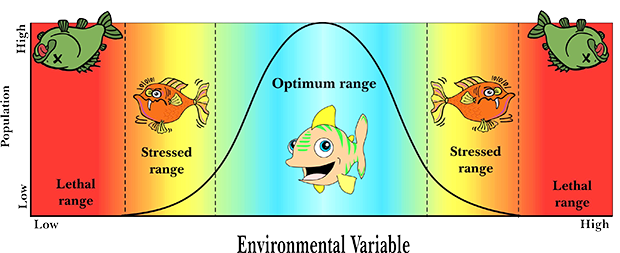 High
Population
Low
Optimum range
Stressed
range
Stressed
range
Lethal
range
Lethal
range
Low
High
Environmental Variable